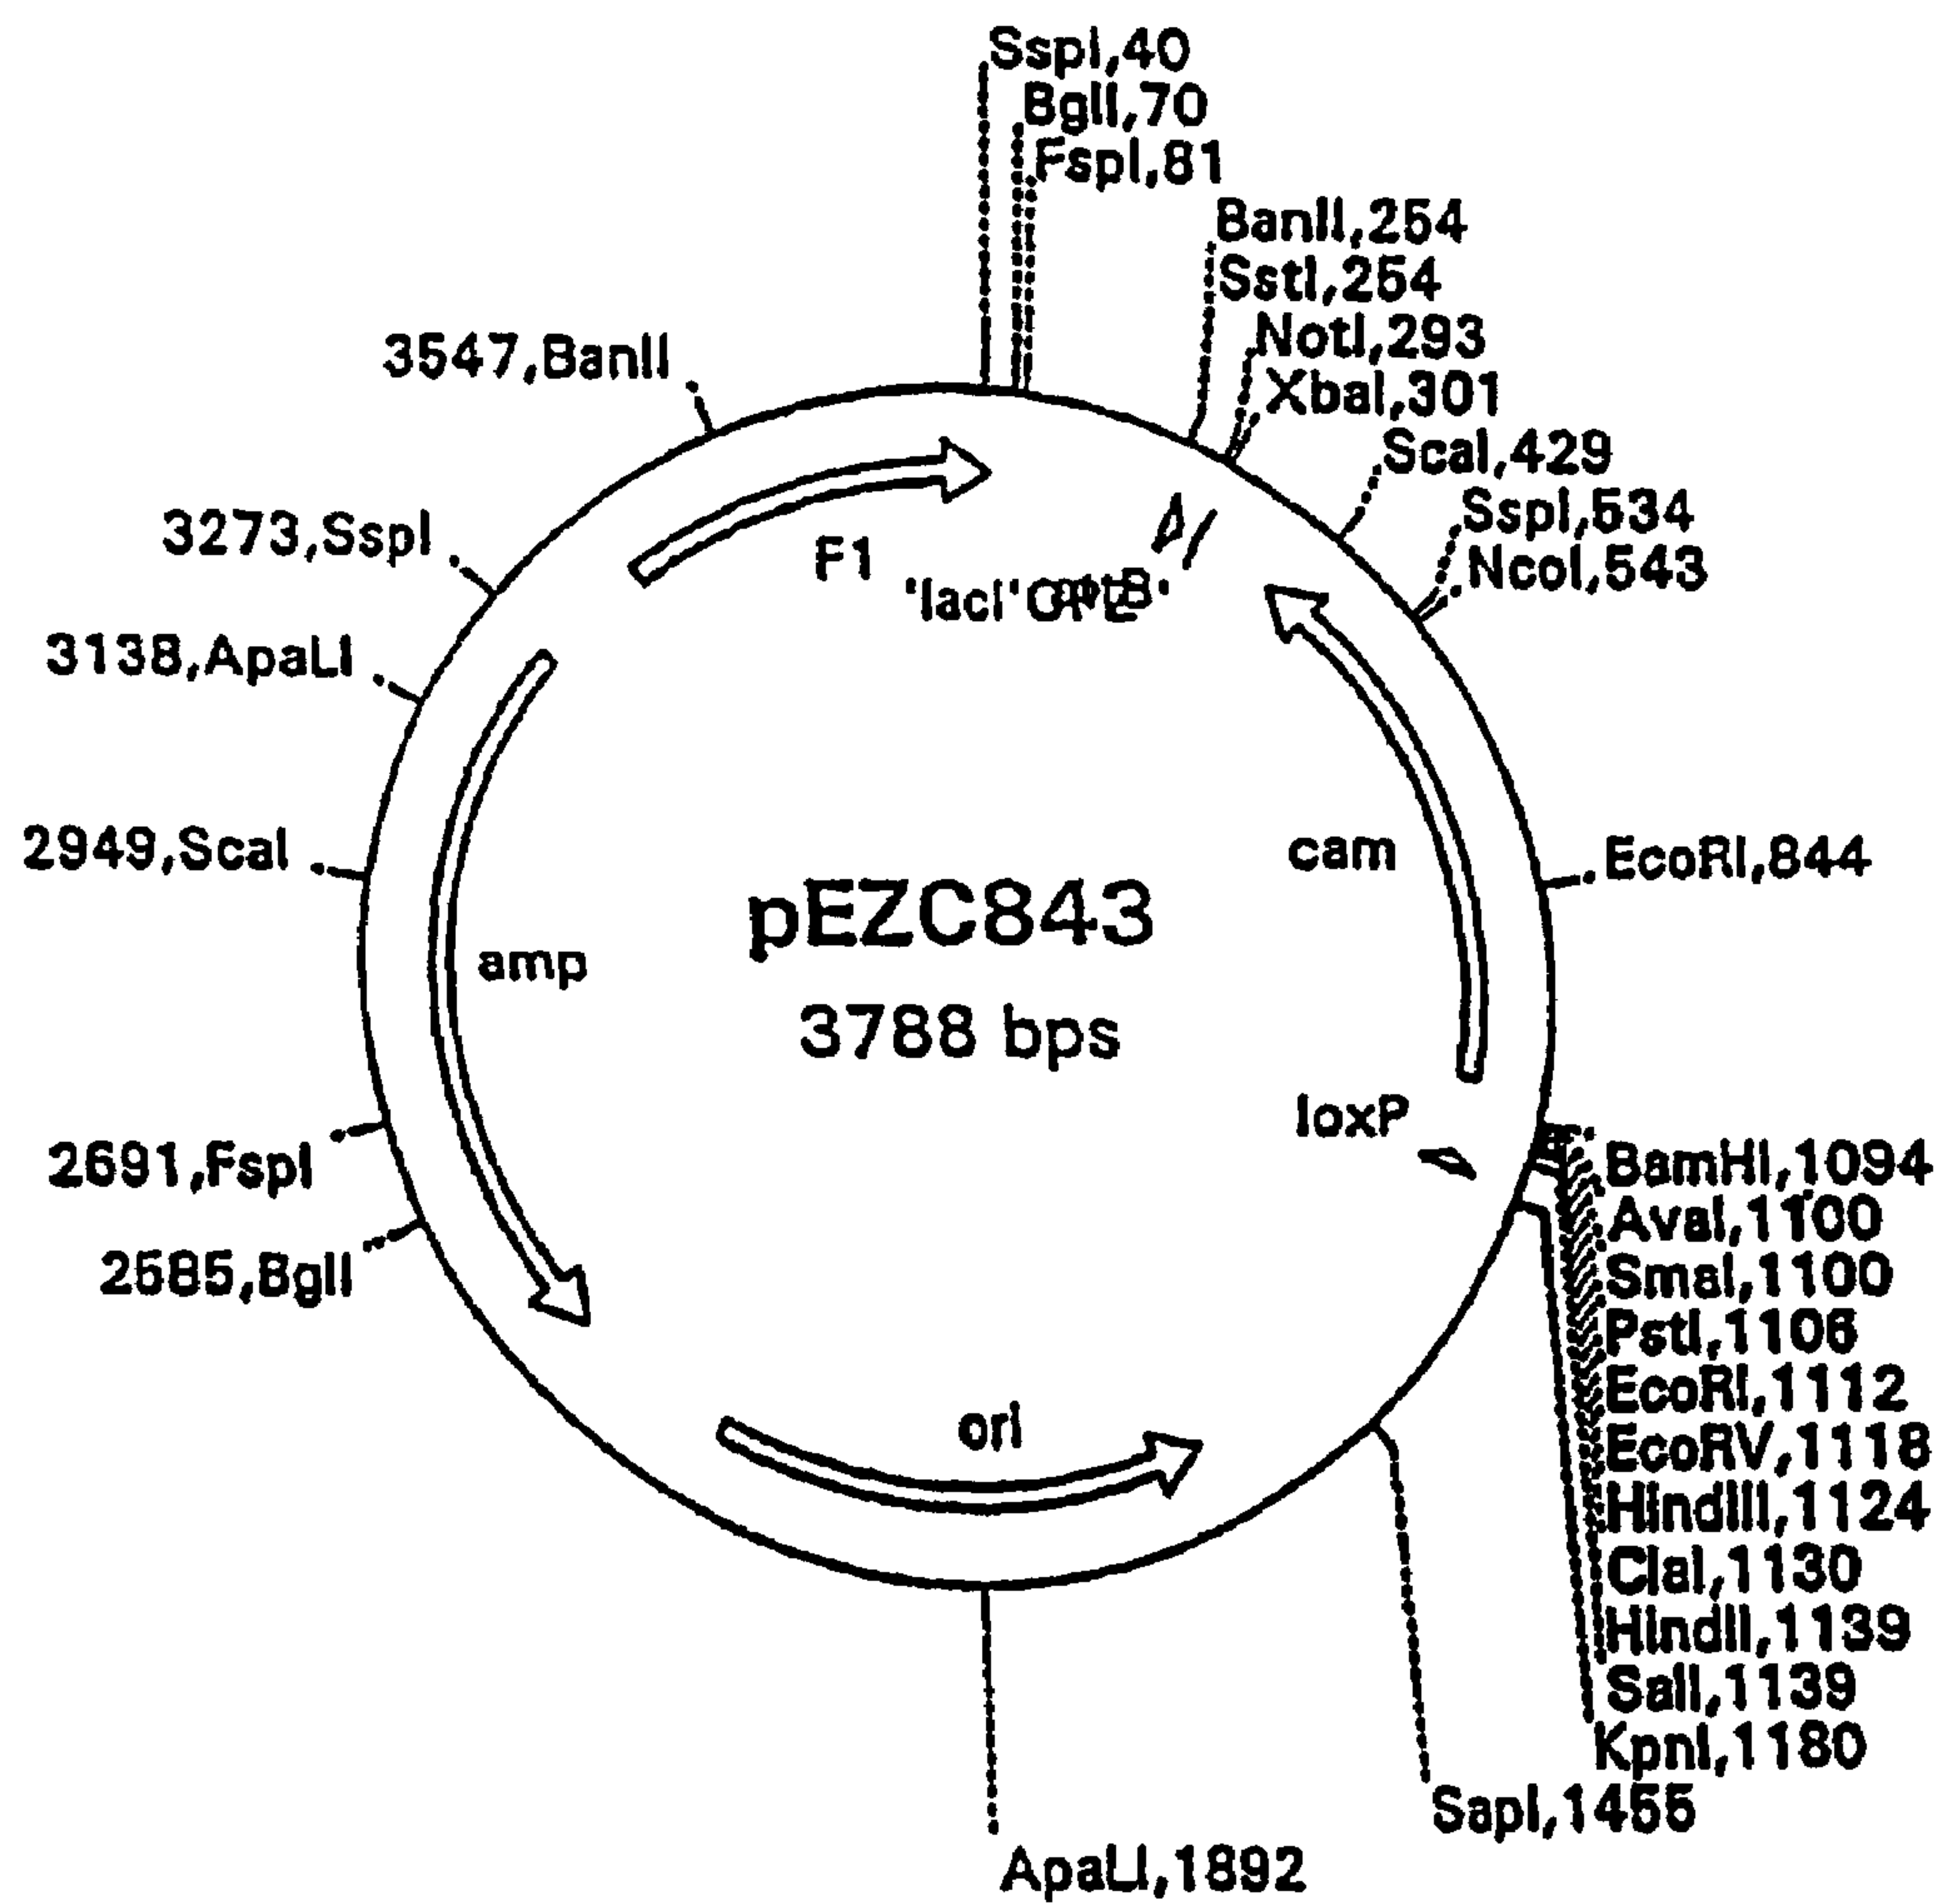 SspI,40
BglI,70
FspI,81
BanII,254
SstI,254
NotI,293
XbaI,301
ScaI,429
SspI,534
NcoI,543
EcoRI,844
BamHI,1094
AvaI,1100
SmaI,1100
PstI,1106
EcoRI,1112
EcoRV,1118
HindIII,1124
ClaI,1130
HindII,1139
SalI,1139
KpnI,1180
SapI,1455
ApaLI,1892
2585,BglI
2691,FspI
2949,ScaI
3138,ApaLI
3273,SspI
3547,BanII
F1
'lacI'
cam
loxP
ori
amp
pEZC843
3788 bps